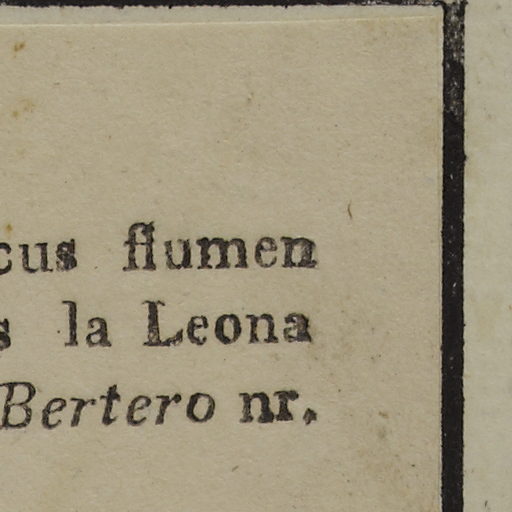 cus flumen
s la Leona
Bertero nr.